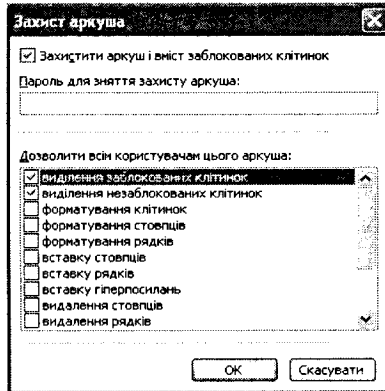 Захист аркуша
Захистити аркуш і вміст заблокованих клітинок
Пароль для зняття захисту аркуша:
Дозволити всім користувачам цього аркуша:
виділення заблокованих клітинок
виділення незаблокованих клітинок
форматування клітинок
форматування стовпців
форматування рядків
вставку стовпців
вставку рядків
вставку гіперпосилань
видалення стовпців
видалення рядків
ОК
Скасувати